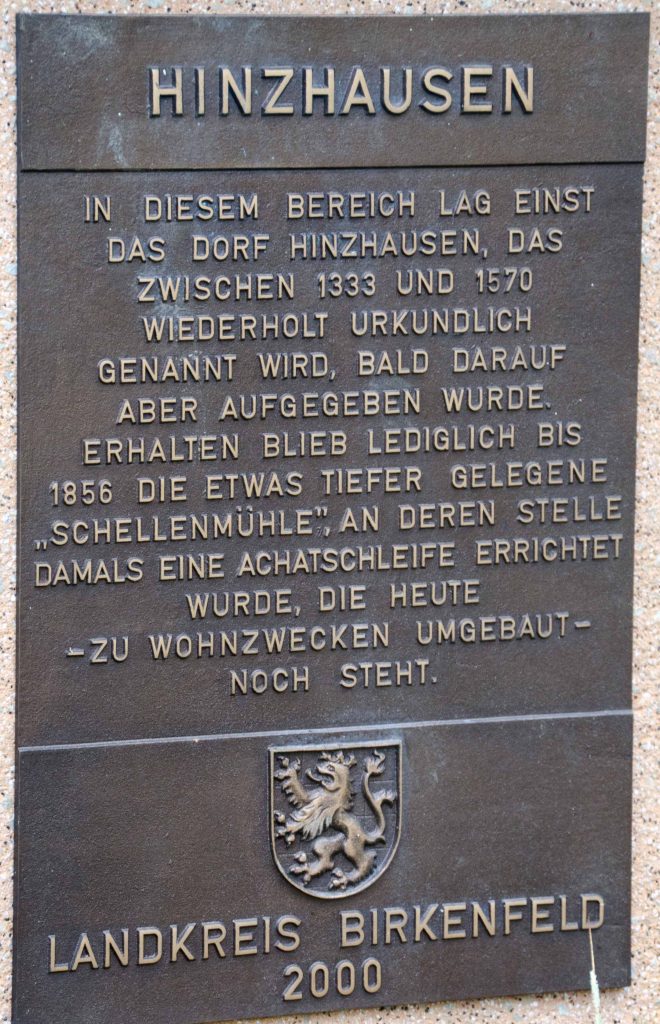 HINZHAUSEN
IN DIESEM BEREICH LAG EINST
DAS DORF HINZHAUSEN, DAS
ZWISCHEN 1333 UND 1570
WIEDERHOLT URKUNDLICH
GENANNT WIRD, BALD DARAUF
ABER AUFGEGEBEN WURDE.
ERHALTEN BLIEB LEDIGLICH BIS
1856 DIE ETWAS TIEFER GELEGENE
„SCHELLENMÜHLE", AN DEREN STELLE
DAMALS EINE ACHATSCHLEIFE ERRICHTET
WURDE, DIE HEUTE
-ZU WOHNZWECKEN UMGEBAUT-
NOCH STEHT.
LANDKREIS BIRKENFELD
2000